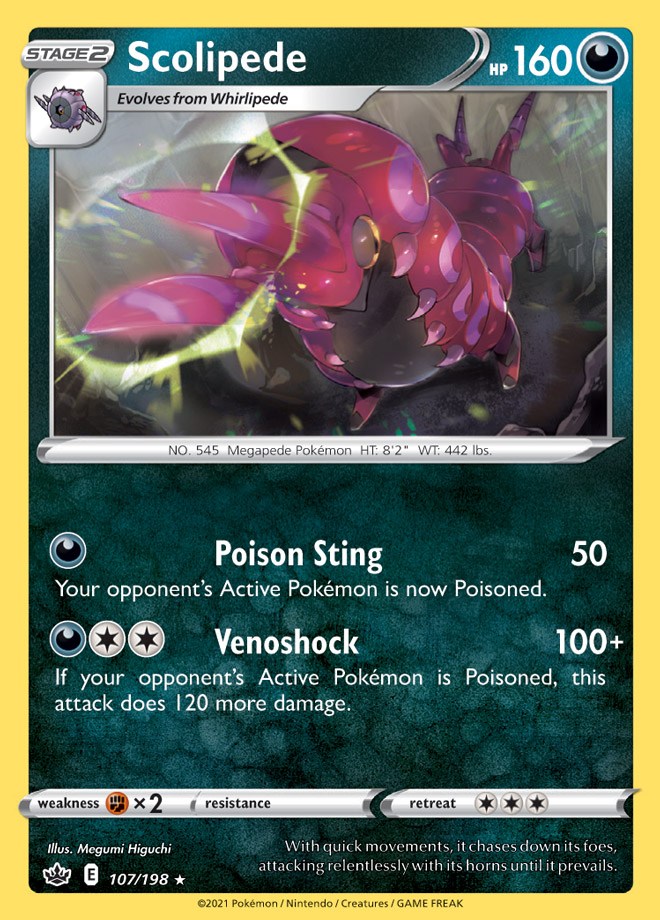 STAGE 2
Scolipede
HP 160
Evolves from Whirlipede
NO. 545 Megapede Pokémon HT: 8'2" WT: 442 lbs.
Poison Sting 50
Your opponent's Active Pokémon is now Poisoned.
Venoshock 100+
If your opponent's Active Pokémon is Poisoned, this
attack does 120 more damage.
weakness ×2 resistance retreat
Illus. Megumi Higuchi
With quick movements, it chases down its foes,
attacking relentlessly with its horns until it prevails.
E 107/198 ★
©2021 Pokémon / Nintendo / Creatures / GAME FREAK